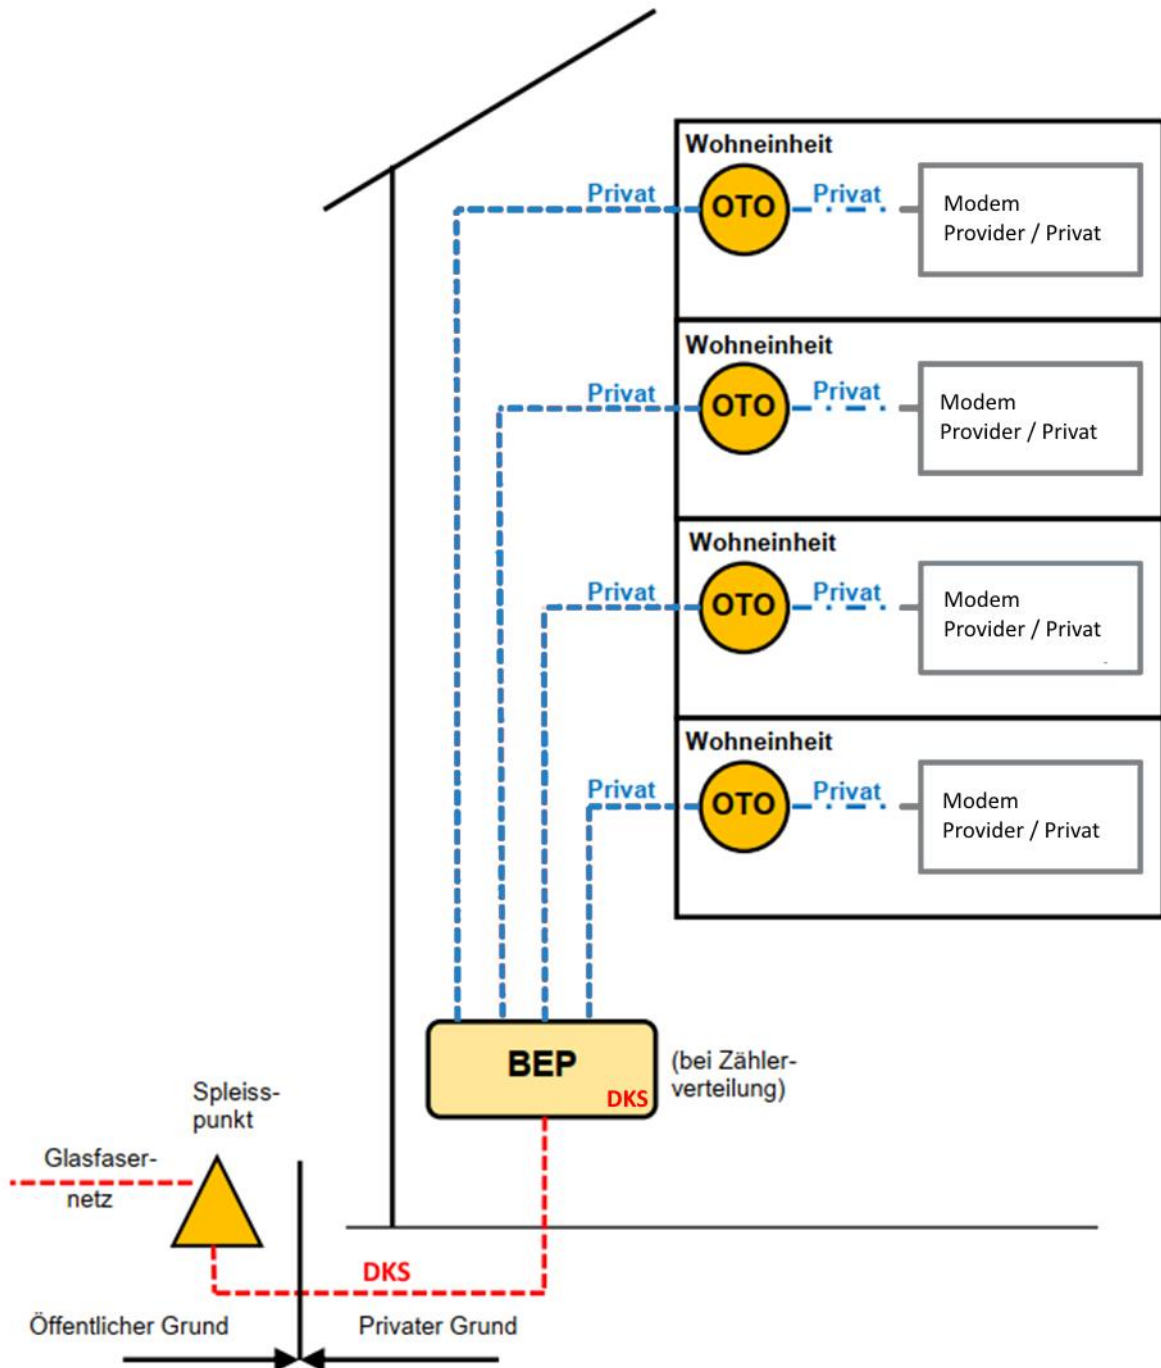 Wohneinheit
Privat
OTO
Privat
Modem
Provider / Privat
Wohneinheit
Privat
OTO
Privat
Modem
Provider / Privat
Wohneinheit
Privat
OTO
Privat
Modem
Provider / Privat
Wohneinheit
Privat
OTO
Privat
Modem
Provider / Privat
BEP
DKS
(bei Zähler-
verteilung)
Spleiss-
punkt
Glasfaser-
netz
DKS
Öffentlicher Grund
Privater Grund